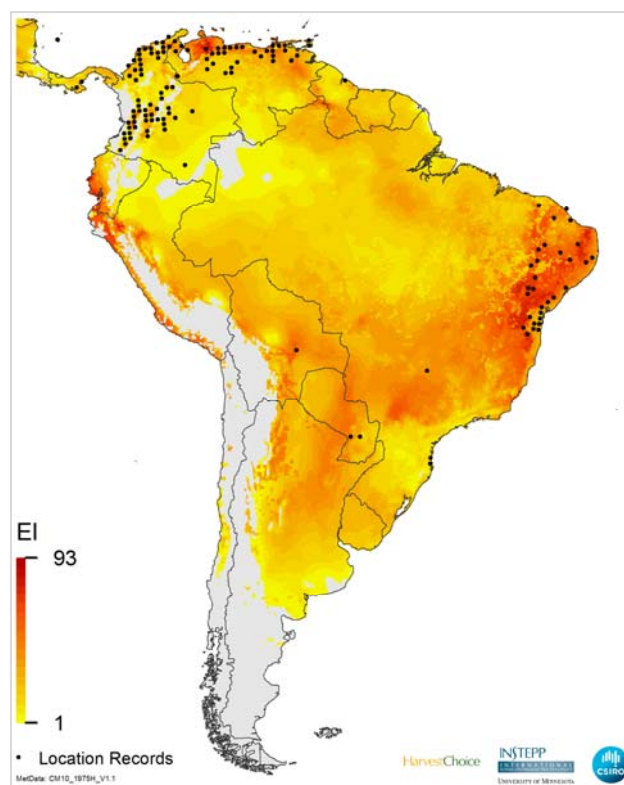 EI
93
1
• Location Records
MetData: CM10_1975H_V1.1
HarvestChoice
INSTEPP
INTERNATIONAL
UNIVERSITY OF MINNESOTA
CSIRO